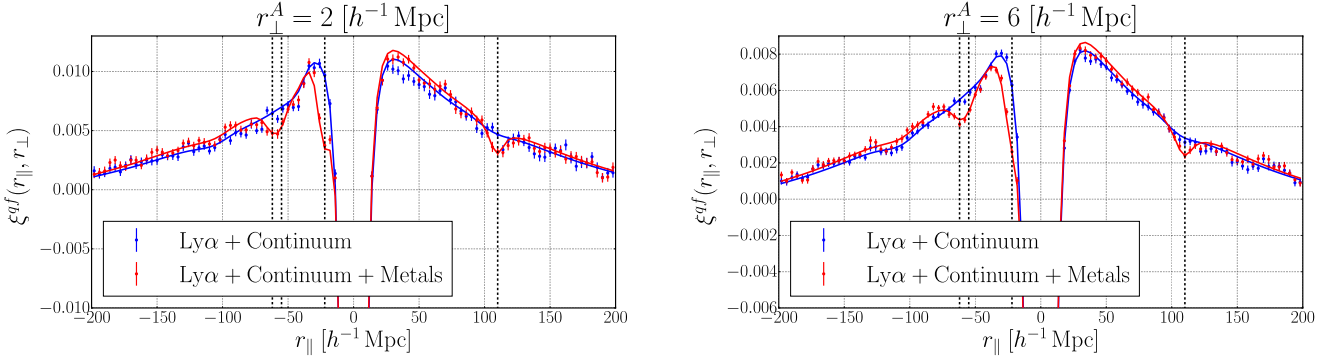 r_⊥^A = 2 [h^{-1} Mpc]
0.010
0.005
0.000
−0.005
−0.010
ξ^{qf}(r_∥, r_⊥)
Lyα + Continuum
Lyα + Continuum + Metals
−200 −150 −100 −50 0 50 100 150 200
r_∥ [h^{-1} Mpc]
r_⊥^A = 6 [h^{-1} Mpc]
0.008
0.006
0.004
0.002
0.000
−0.002
−0.004
−0.006
ξ^{qf}(r_∥, r_⊥)
Lyα + Continuum
Lyα + Continuum + Metals
−200 −150 −100 −50 0 50 100 150 200
r_∥ [h^{-1} Mpc]